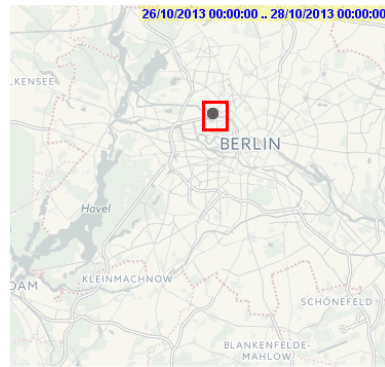 26/10/2013 00:00:00 .. 28/10/2013 00:00:00
LKENSEE
BERLIN
Havel
DAM
KLEINMACHNOW
SCHÖNEFELD
BLANKENFELDE-
MAHLOW